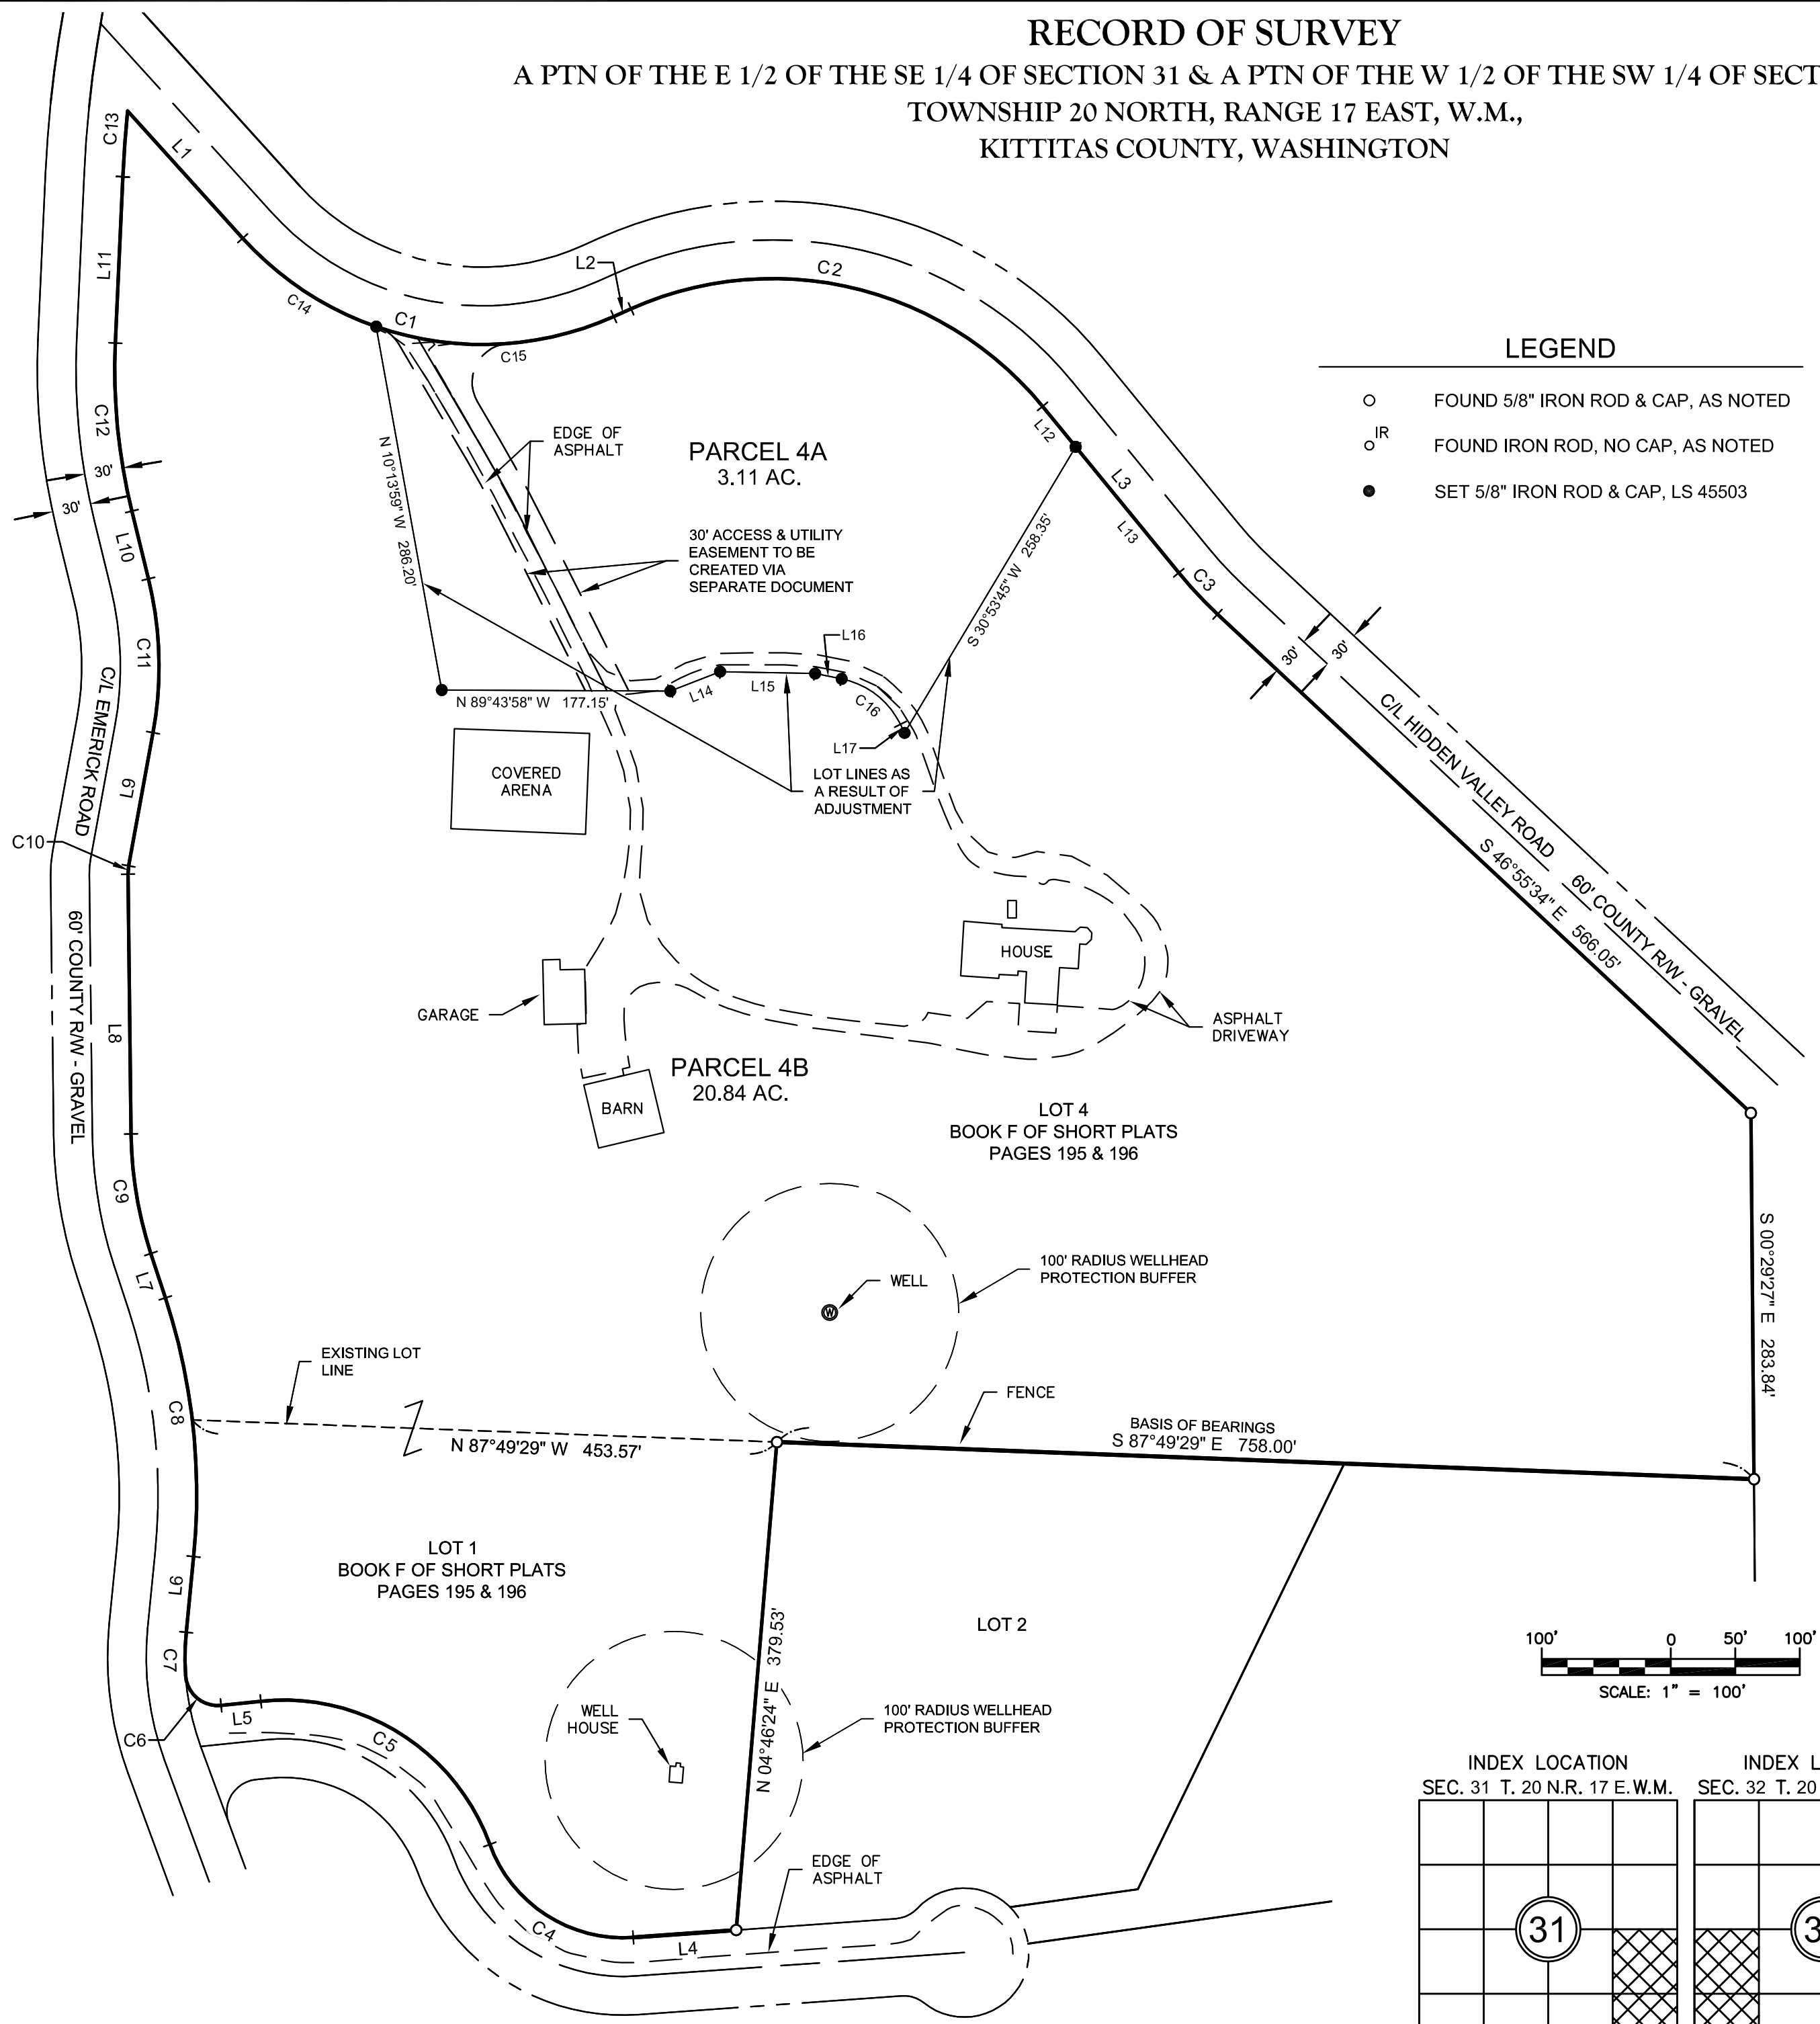 RECORD OF SURVEY
A PTN OF THE E 1/2 OF THE SE 1/4 OF SECTION 31 & A PTN OF THE W 1/2 OF THE SW 1/4 OF SECT
TOWNSHIP 20 NORTH, RANGE 17 EAST, W.M.,
KITTITAS COUNTY, WASHINGTON
LEGEND
FOUND 5/8" IRON ROD & CAP, AS NOTED
IR
FOUND IRON ROD, NO CAP, AS NOTED
SET 5/8" IRON ROD & CAP, LS 45503
C13
L1
L11
C14
C1
L2
C2
C15
C12
30'
30'
L10
C11
C/L EMERICK ROAD
L9
C10
60' COUNTY R/W - GRAVEL
L8
C9
L7
C8
L6
C7
C6
L5
C5
C4
L4
EDGE OF
ASPHALT
PARCEL 4A
3.11 AC.
N 10°13'59" W 286.20'
30' ACCESS & UTILITY
EASEMENT TO BE
CREATED VIA
SEPARATE DOCUMENT
S 30°53'45" W 258.35'
L12
L3
L13
C3
30'
30'
C/L HIDDEN VALLEY ROAD
60' COUNTY R/W - GRAVEL
S 46°55'34" E 566.05'
N 89°43'58" W 177.15'
L14
L15
L16
C16
L17
LOT LINES AS
A RESULT OF
ADJUSTMENT
COVERED
ARENA
HOUSE
GARAGE
ASPHALT
DRIVEWAY
PARCEL 4B
20.84 AC.
BARN
LOT 4
BOOK F OF SHORT PLATS
PAGES 195 & 196
S 00°29'27" E 283.84'
100' RADIUS WELLHEAD
PROTECTION BUFFER
WELL
W
EXISTING LOT
LINE
FENCE
BASIS OF BEARINGS
S 87°49'29" E 758.00'
N 87°49'29" W 453.57'
LOT 1
BOOK F OF SHORT PLATS
PAGES 195 & 196
N 04°46'24" E 379.53'
LOT 2
WELL
HOUSE
100' RADIUS WELLHEAD
PROTECTION BUFFER
EDGE OF
ASPHALT
100' 0 50' 100'
SCALE: 1" = 100'
INDEX LOCATION
SEC. 31 T. 20 N.R. 17 E.W.M.
31
INDEX L
SEC. 32 T. 20
3